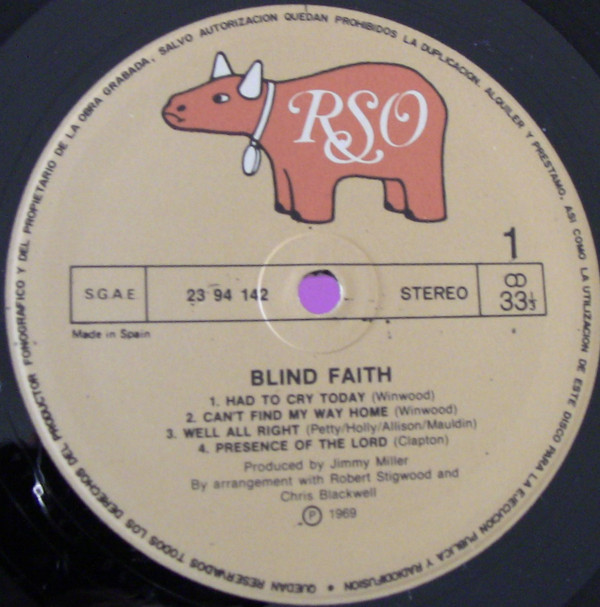 QUEDAN RESERVADOS TODOS LOS DERECHOS DEL PRODUCTOR FONOGRAFICO Y DEL PROPIETARIO DE LA OBRA GRABADA, SALVO AUTORIZACION QUEDAN PROHIBIDOS LA DUPLICACION, ALQUILER Y PRESTAMO, ASI COMO LA UTILIZACION DE ESTE DISCO PARA LA EJECUCION PUBLICA Y RADIODIFUSION •
RSO
1
S.G.A.E. 23 94 142 STEREO 33 1/3
Made in Spain
BLIND FAITH
1. HAD TO CRY TODAY (Winwood)
2. CAN'T FIND MY WAY HOME (Winwood)
3. WELL ALL RIGHT (Petty/Holly/Allison/Mauldin)
4. PRESENCE OF THE LORD (Clapton)
Produced by Jimmy Miller
By arrangement with Robert Stigwood and
Chris Blackwell
Ⓟ 1969